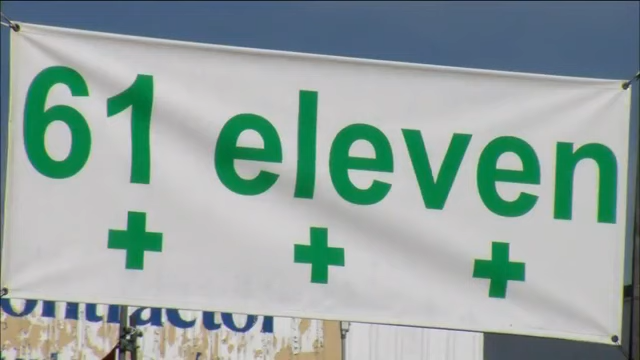 61 eleven
+ + +
ontractor